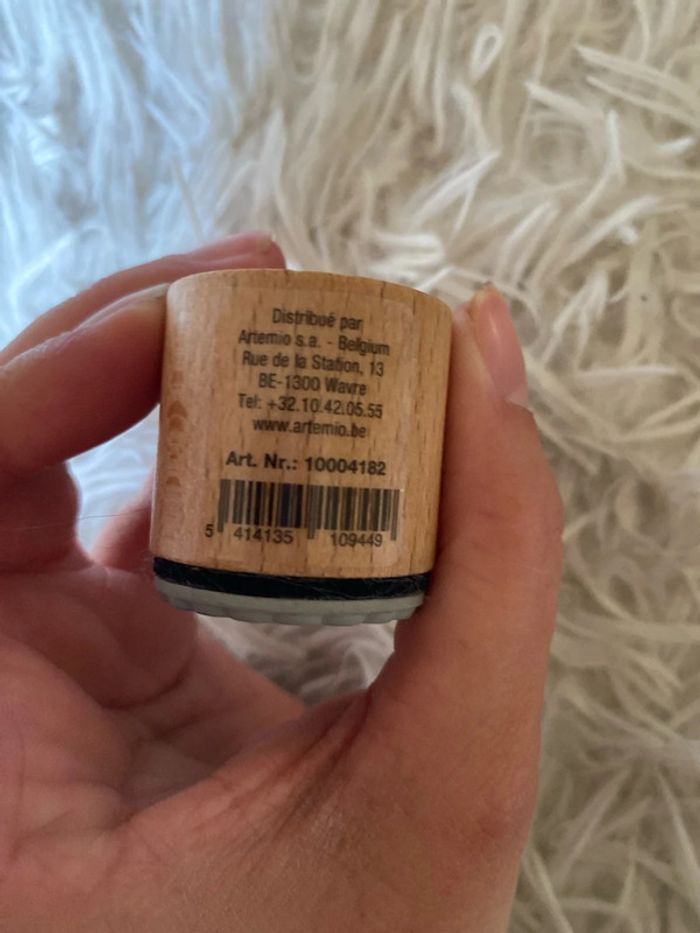 Distribué par
Artemio s.a. - Belgium
Rue de la Station, 13
BE-1300 Wavre
Tel: +32.10.42.05.55
www.artemio.be
Art. Nr.: 10004182
5 414135 109449